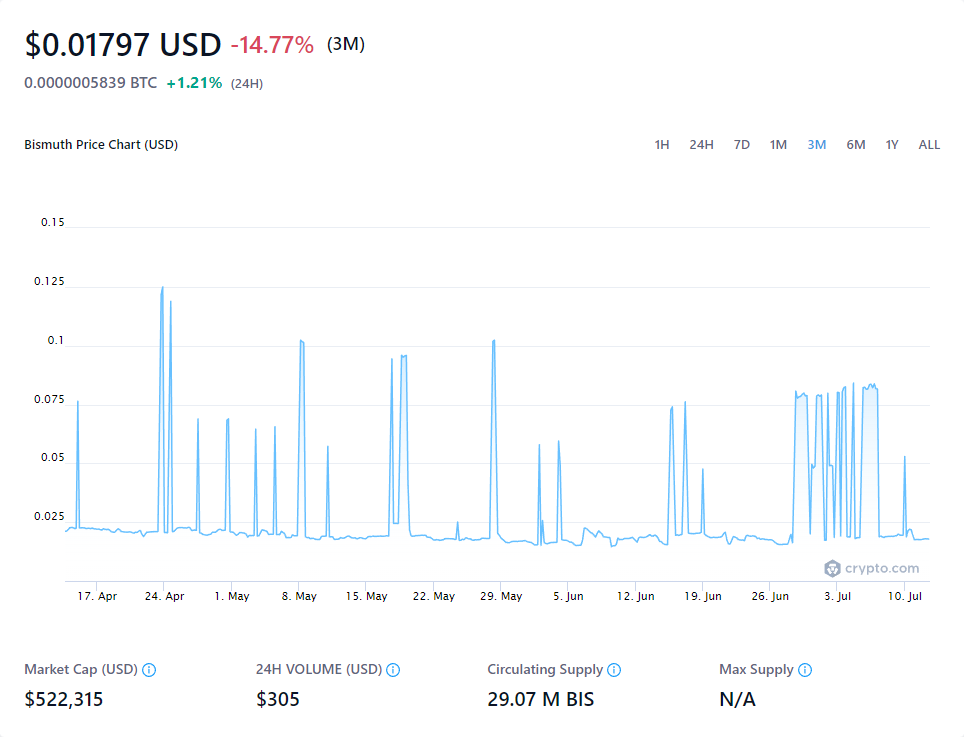 $0.01797 USD -14.77% (3M)
0.0000005839 BTC +1.21% (24H)
Bismuth Price Chart (USD) 1H 24H 7D 1M 3M 6M 1Y ALL
0.15
0.125
0.1
0.075
0.05
0.025
crypto.com
17. Apr 24. Apr 1. May 8. May 15. May 22. May 29. May 5. Jun 12. Jun 19. Jun 26. Jun 3. Jul 10. Jul
Market Cap (USD) 24H VOLUME (USD) Circulating Supply Max Supply
$522,315 $305 29.07 M BIS N/A